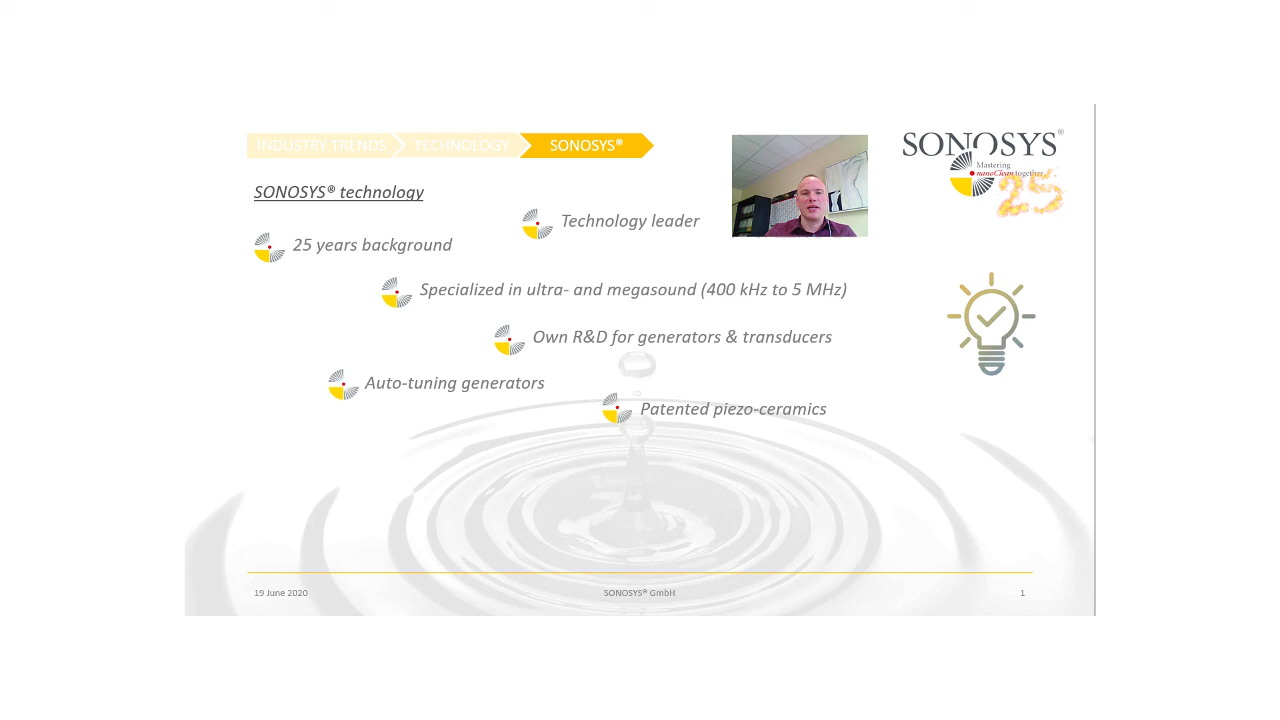 INDUSTRY TRENDS
TECHNOLOGY
SONOSYS®
SONOSYS®
Mastering
nanoClean together
25
SONOSYS® technology
Technology leader
25 years background
Specialized in ultra- and megasound (400 kHz to 5 MHz)
Own R&D for generators & transducers
Auto-tuning generators
Patented piezo-ceramics
19 June 2020
SONOSYS® GmbH
1